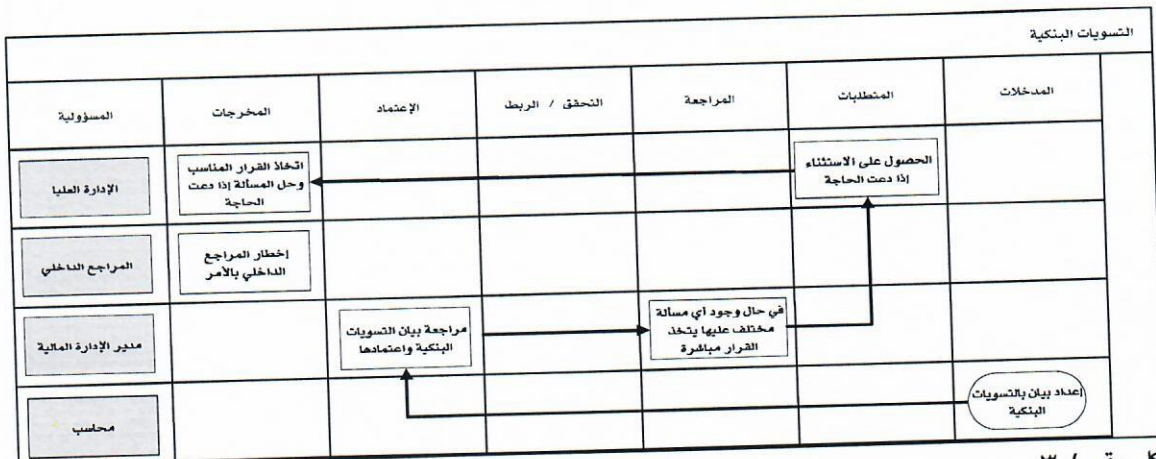 التسويات البنكية
المدخلات
المتطلبات
المراجعة
التحقق / الربط
الإعتماد
المخرجات
المسؤولية
الحصول على الاستثناء
إذا دعت الحاجة
اتخاذ القرار المناسب
وحل المسألة إذا دعت
الحاجة
الإدارة العليا
إخطار المراجع
الداخلي بالأمر
المراجع الداخلي
في حال وجود أي مسألة
مختلف عليها يتخذ
القرار مباشرة
مراجعة بيان التسويات
البنكية واعتمادها
مدير الإدارة المالية
إعداد بيان بالتسويات
البنكية
محاسب